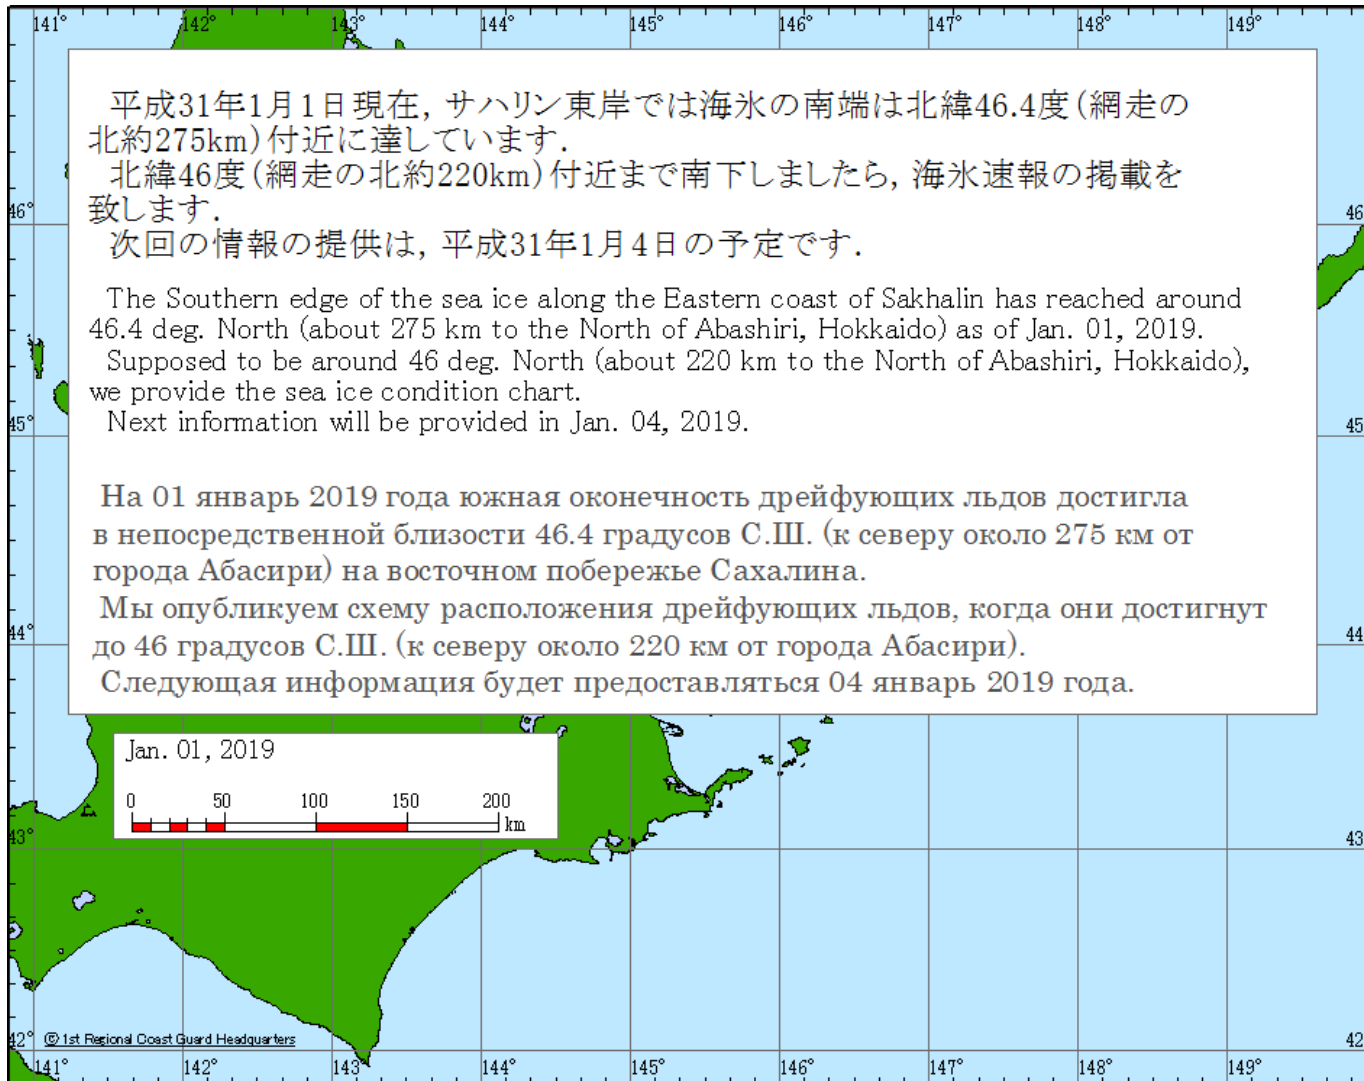 141° 142° 143° 144° 145° 146° 147° 148° 149°
平成31年1月1日現在, サハリン東岸では海氷の南端は北緯46.4度(網走の
北約275km)付近に達しています.
北緯46度(網走の北約220km)付近まで南下しましたら, 海氷速報の掲載を
致します.
次回の情報の提供は, 平成31年1月4日の予定です.
46° 46
The Southern edge of the sea ice along the Eastern coast of Sakhalin has reached around
46.4 deg. North (about 275 km to the North of Abashiri, Hokkaido) as of Jan. 01, 2019.
Supposed to be around 46 deg. North (about 220 km to the North of Abashiri, Hokkaido),
we provide the sea ice condition chart.
Next information will be provided in Jan. 04, 2019.
45° 45
На 01 январь 2019 года южная оконечность дрейфующих льдов достигла
в непосредственной близости 46.4 градусов С.Ш. (к северу около 275 км от
города Абасири) на восточном побережье Сахалина.
Мы опубликуем схему расположения дрейфующих льдов, когда они достигнут
до 46 градусов С.Ш. (к северу около 220 км от города Абасири).
Следующая информация будет предоставляться 04 январь 2019 года.
44° 44
Jan. 01, 2019
0 50 100 150 200
km
43° 43
42° 42
© 1st Regional Coast Guard Headquarters
141° 142° 143° 144° 145° 146° 147° 148° 149°